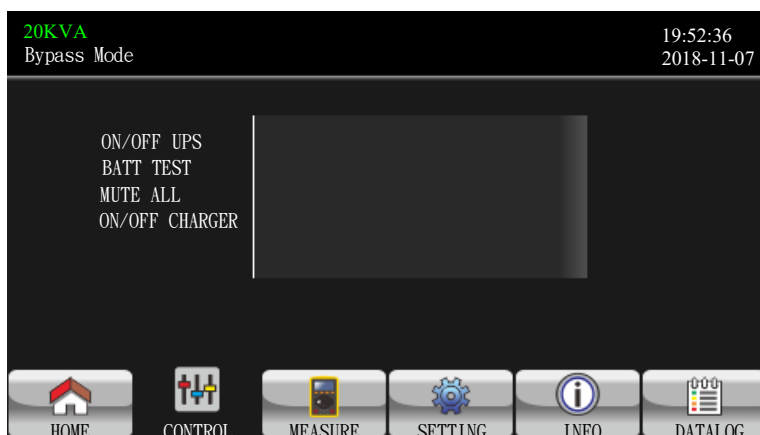 20KVA
Bypass Mode
19:52:36
2018-11-07
ON/OFF UPS
BATT TEST
MUTE ALL
ON/OFF CHARGER
HOME
CONTROL
MEASURE
SETTING
INFO
DATALOG